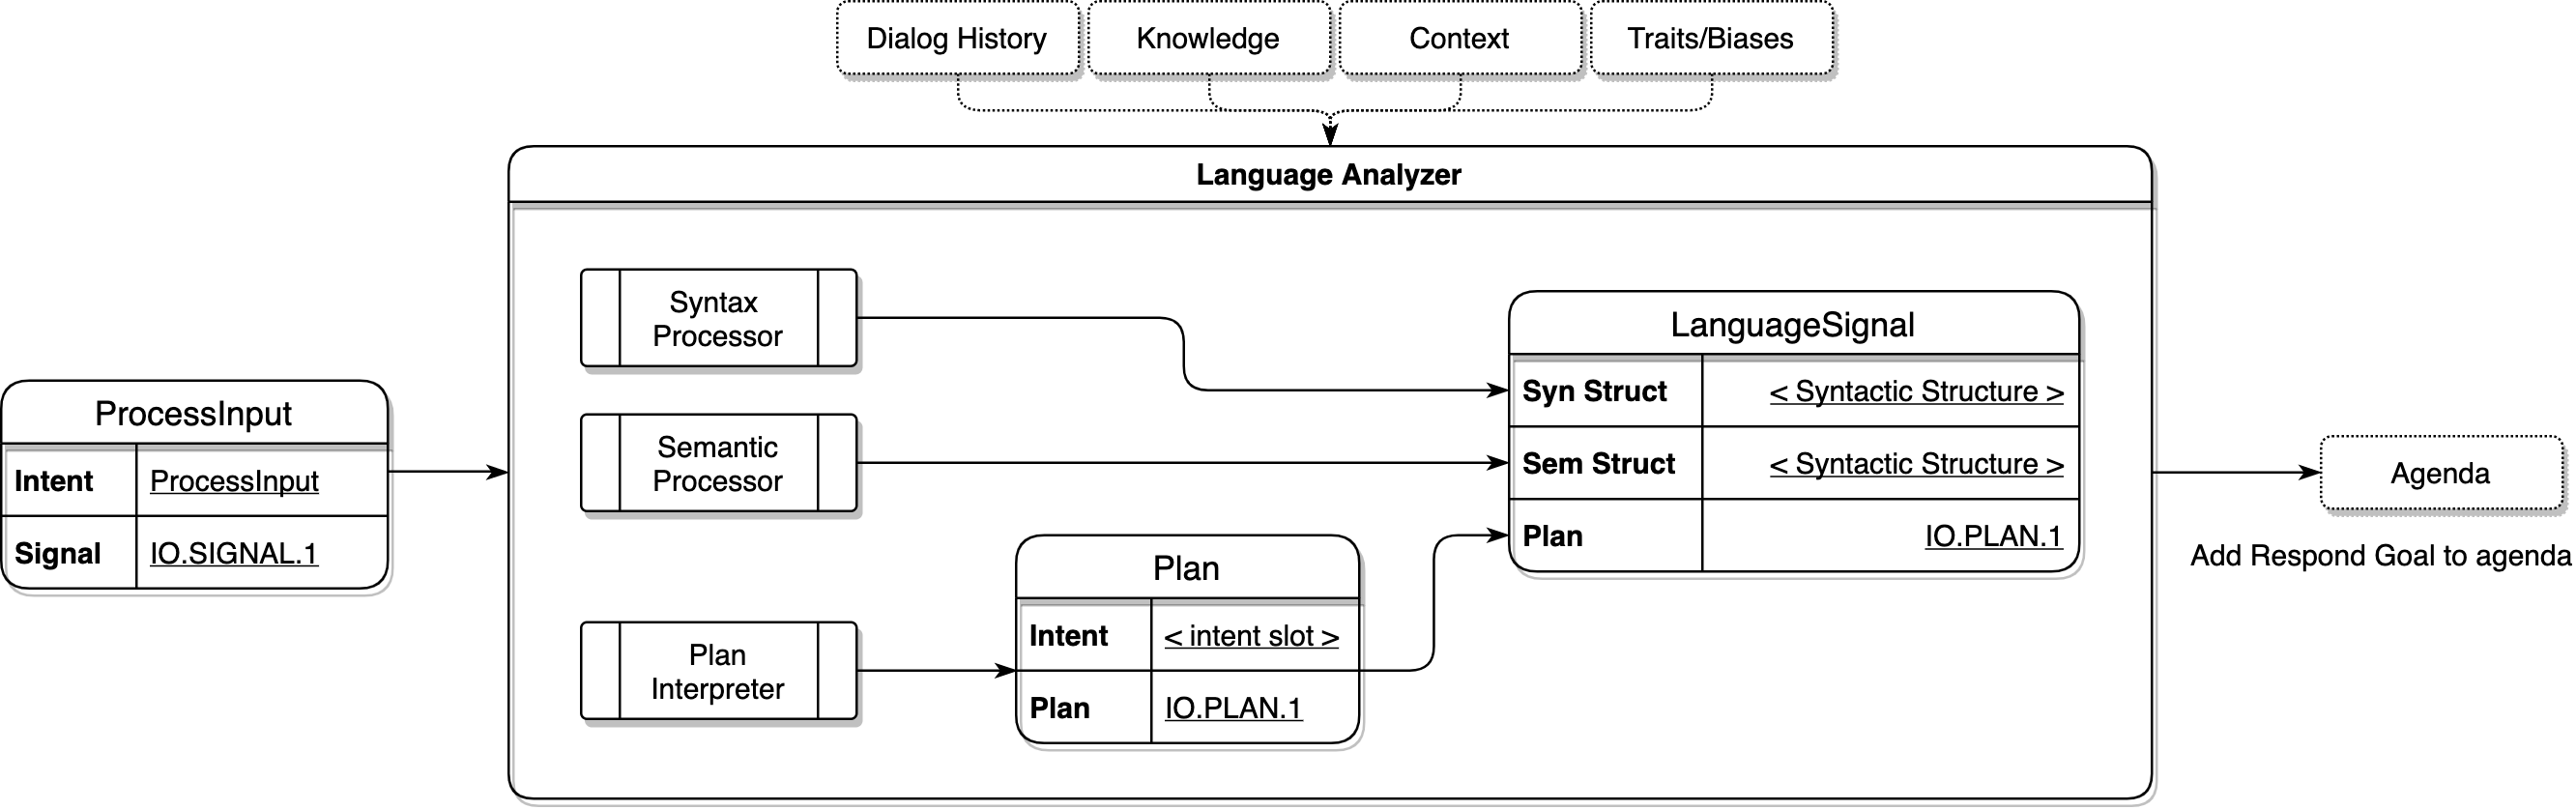 Dialog History
Knowledge
Context
Traits/Biases
Language Analyzer
ProcessInput
Intent ProcessInput
Signal IO.SIGNAL.1
Syntax
Processor
Semantic
Processor
Plan
Interpreter
Plan
Intent < intent slot >
Plan IO.PLAN.1
LanguageSignal
Syn Struct < Syntactic Structure >
Sem Struct < Syntactic Structure >
Plan IO.PLAN.1
Agenda
Add Respond Goal to agenda